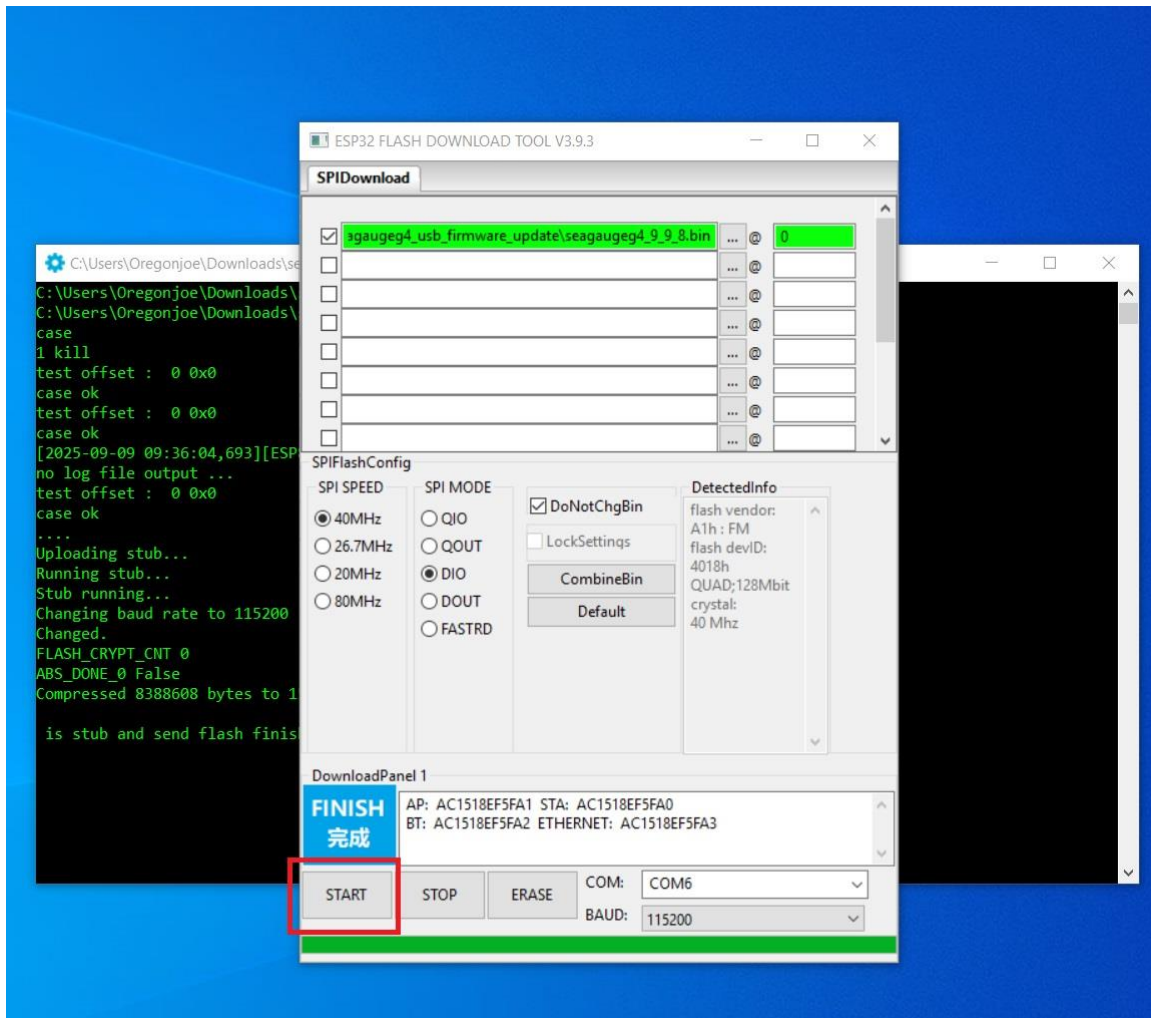 ESP32 FLASH DOWNLOAD TOOL V3.9.3
SPIDownload
agaugeg4_usb_firmware_update\seagaugeg4_9_9_8.bin ... @ 0
... @
... @
... @
... @
... @
... @
... @
SPIFlashConfig
SPI SPEED
40MHz
26.7MHz
20MHz
80MHz
SPI MODE
QIO
QOUT
DIO
DOUT
FASTRD
DoNotChgBin
LockSettings
CombineBin
Default
DetectedInfo
flash vendor:
A1h : FM
flash devID:
4018h
QUAD;128Mbit
crystal:
40 Mhz
DownloadPanel 1
FINISH
完成
AP: AC1518EF5FA1 STA: AC1518EF5FA0
BT: AC1518EF5FA2 ETHERNET: AC1518EF5FA3
START
STOP
ERASE
COM: COM6
BAUD: 115200
C:\Users\Oregonjoe\Downloads\se
C:\Users\Oregonjoe\Downloads\
C:\Users\Oregonjoe\Downloads\
case
1 kill
test offset : 0 0x0
case ok
test offset : 0 0x0
case ok
[2025-09-09 09:36:04,693][ESP
no log file output ...
test offset : 0 0x0
case ok
....
Uploading stub...
Running stub...
Stub running...
Changing baud rate to 115200
Changed.
FLASH_CRYPT_CNT 0
ABS_DONE_0 False
Compressed 8388608 bytes to 1
is stub and send flash finis